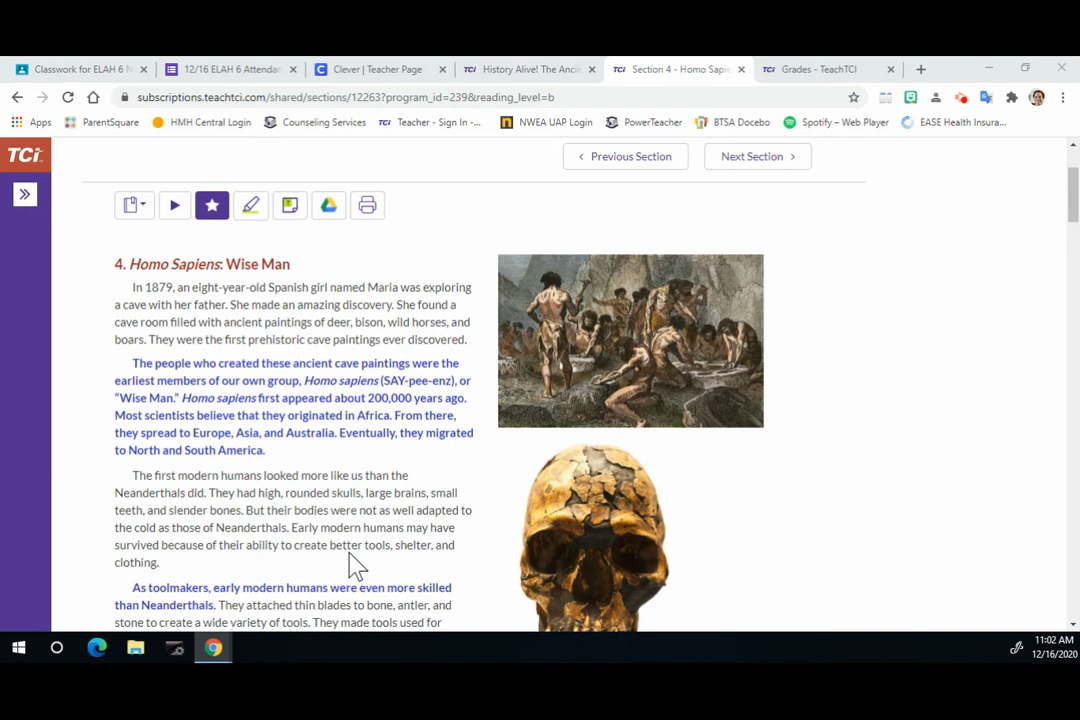 Classwork for ELAH 6
12/16 ELAH 6 Attendan
Clever | Teacher Page
TCi History Alive! The Ancie
TCi Section 4 - Homo Sapie
TCi Grades - TeachTCI
subscriptions.teachtci.com/shared/sections/12263?program_id=239&reading_level=b
Apps
ParentSquare
HMH Central Login
Counseling Services
TCi Teacher - Sign In -...
NWEA UAP Login
PowerTeacher
BTSA Docebo
Spotify – Web Player
EASE Health Insura...
TCi
Previous Section
Next Section
4. Homo Sapiens: Wise Man
In 1879, an eight-year-old Spanish girl named Maria was exploring
a cave with her father. She made an amazing discovery. She found a
cave room filled with ancient paintings of deer, bison, wild horses, and
boars. They were the first prehistoric cave paintings ever discovered.
The people who created these ancient cave paintings were the
earliest members of our own group, Homo sapiens (SAY-pee-enz), or
“Wise Man.” Homo sapiens first appeared about 200,000 years ago.
Most scientists believe that they originated in Africa. From there,
they spread to Europe, Asia, and Australia. Eventually, they migrated
to North and South America.
The first modern humans looked more like us than the
Neanderthals did. They had high, rounded skulls, large brains, small
teeth, and slender bones. But their bodies were not as well adapted to
the cold as those of Neanderthals. Early modern humans may have
survived because of their ability to create better tools, shelter, and
clothing.
As toolmakers, early modern humans were even more skilled
than Neanderthals. They attached thin blades to bone, antler, and
stone to create a wide variety of tools. They made tools used for
11:02 AM
12/16/2020